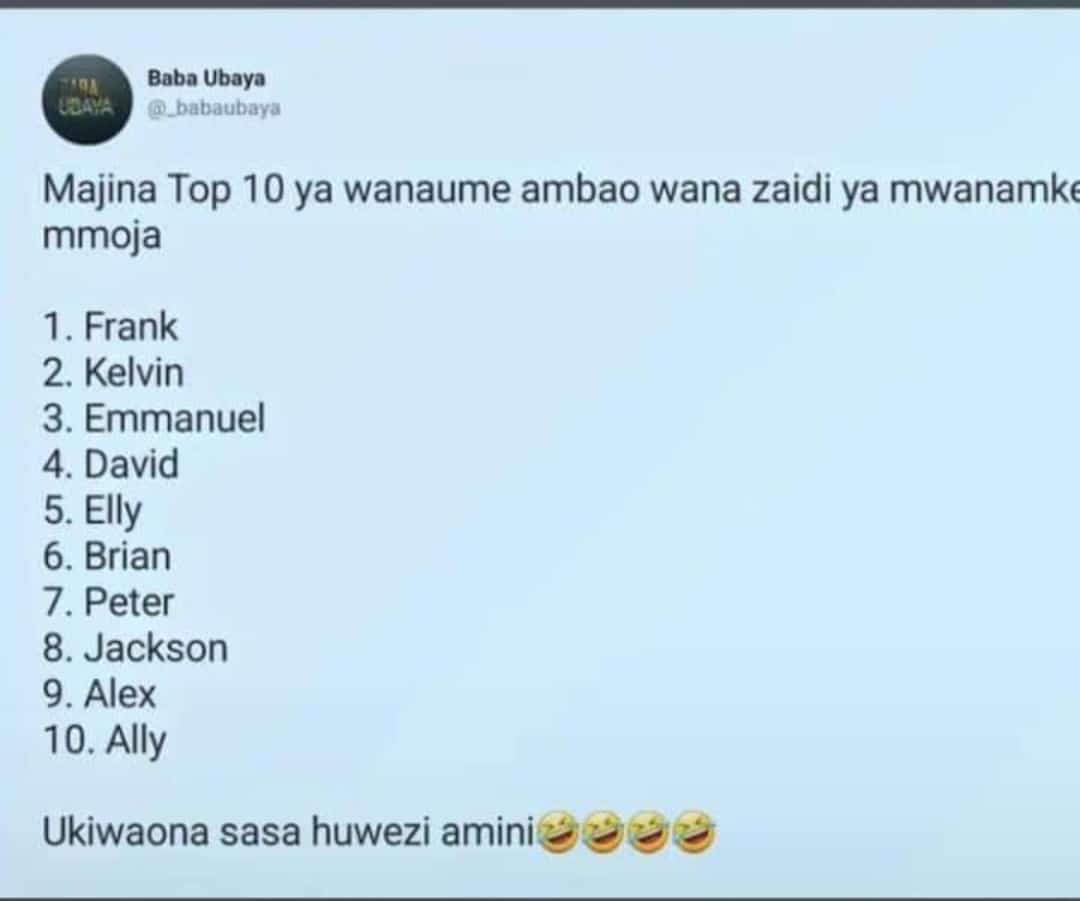 BABA
UBAYA
Baba Ubaya
@_babaubaya
Majina Top 10 ya wanaume ambao wana zaidi ya mwanamke
mmoja
1. Frank
2. Kelvin
3. Emmanuel
4. David
5. Elly
6. Brian
7. Peter
8. Jackson
9. Alex
10. Ally
Ukiwaona sasa huwezi amini🤣🤣🤣🤣